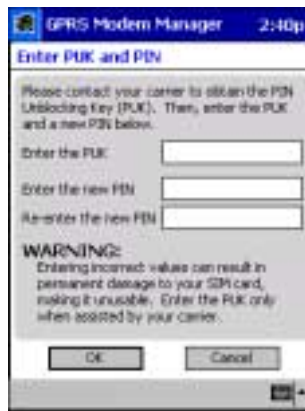 GPRS Modem Manager 2:40p
Enter PUK and PIN
Please contact your carrier to obtain the PIN
Unblocking Key (PUK). Then, enter the PUK
and a new PIN below.
Enter the PUK
Enter the new PIN
Re-enter the new PIN
WARNING:
Entering incorrect values can result in
permanent damage to your SIM card,
making it unusable. Enter the PUK only
when assisted by your carrier.
OK Cancel